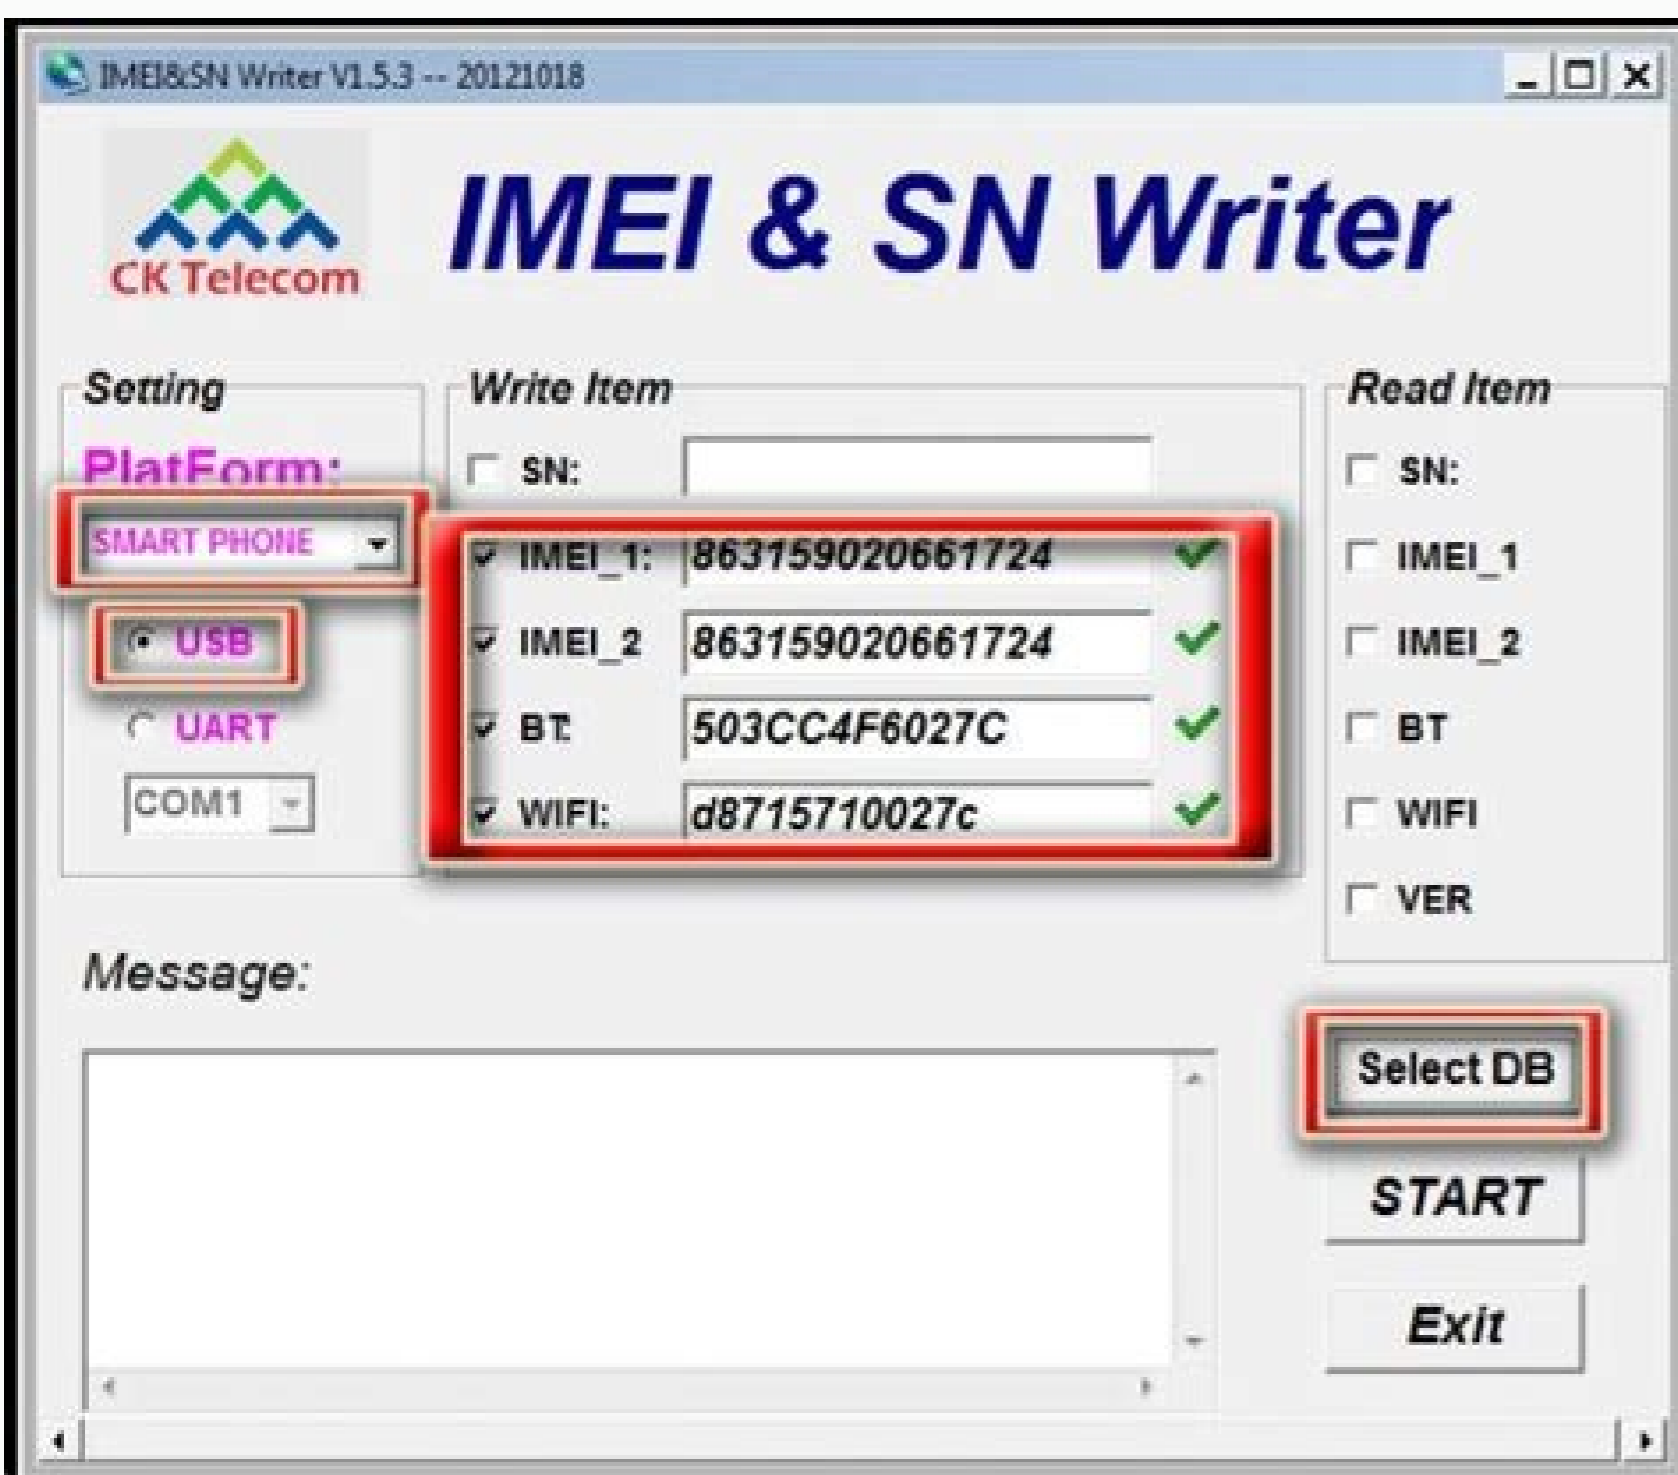 IMEI&SN Writer V1.5.3 -- 20121018
CK Telecom
IMEI & SN Writer
Setting
PlatForm:
SMART PHONE
USB
UART
COM1
Write Item
SN:
IMEI_1: 863159020661724
IMEI_2 863159020661724
BT: 503CC4F6027C
WIFI: d8715710027c
Read Item
SN:
IMEI_1
IMEI_2
BT
WIFI
VER
Message:
Select DB
START
Exit